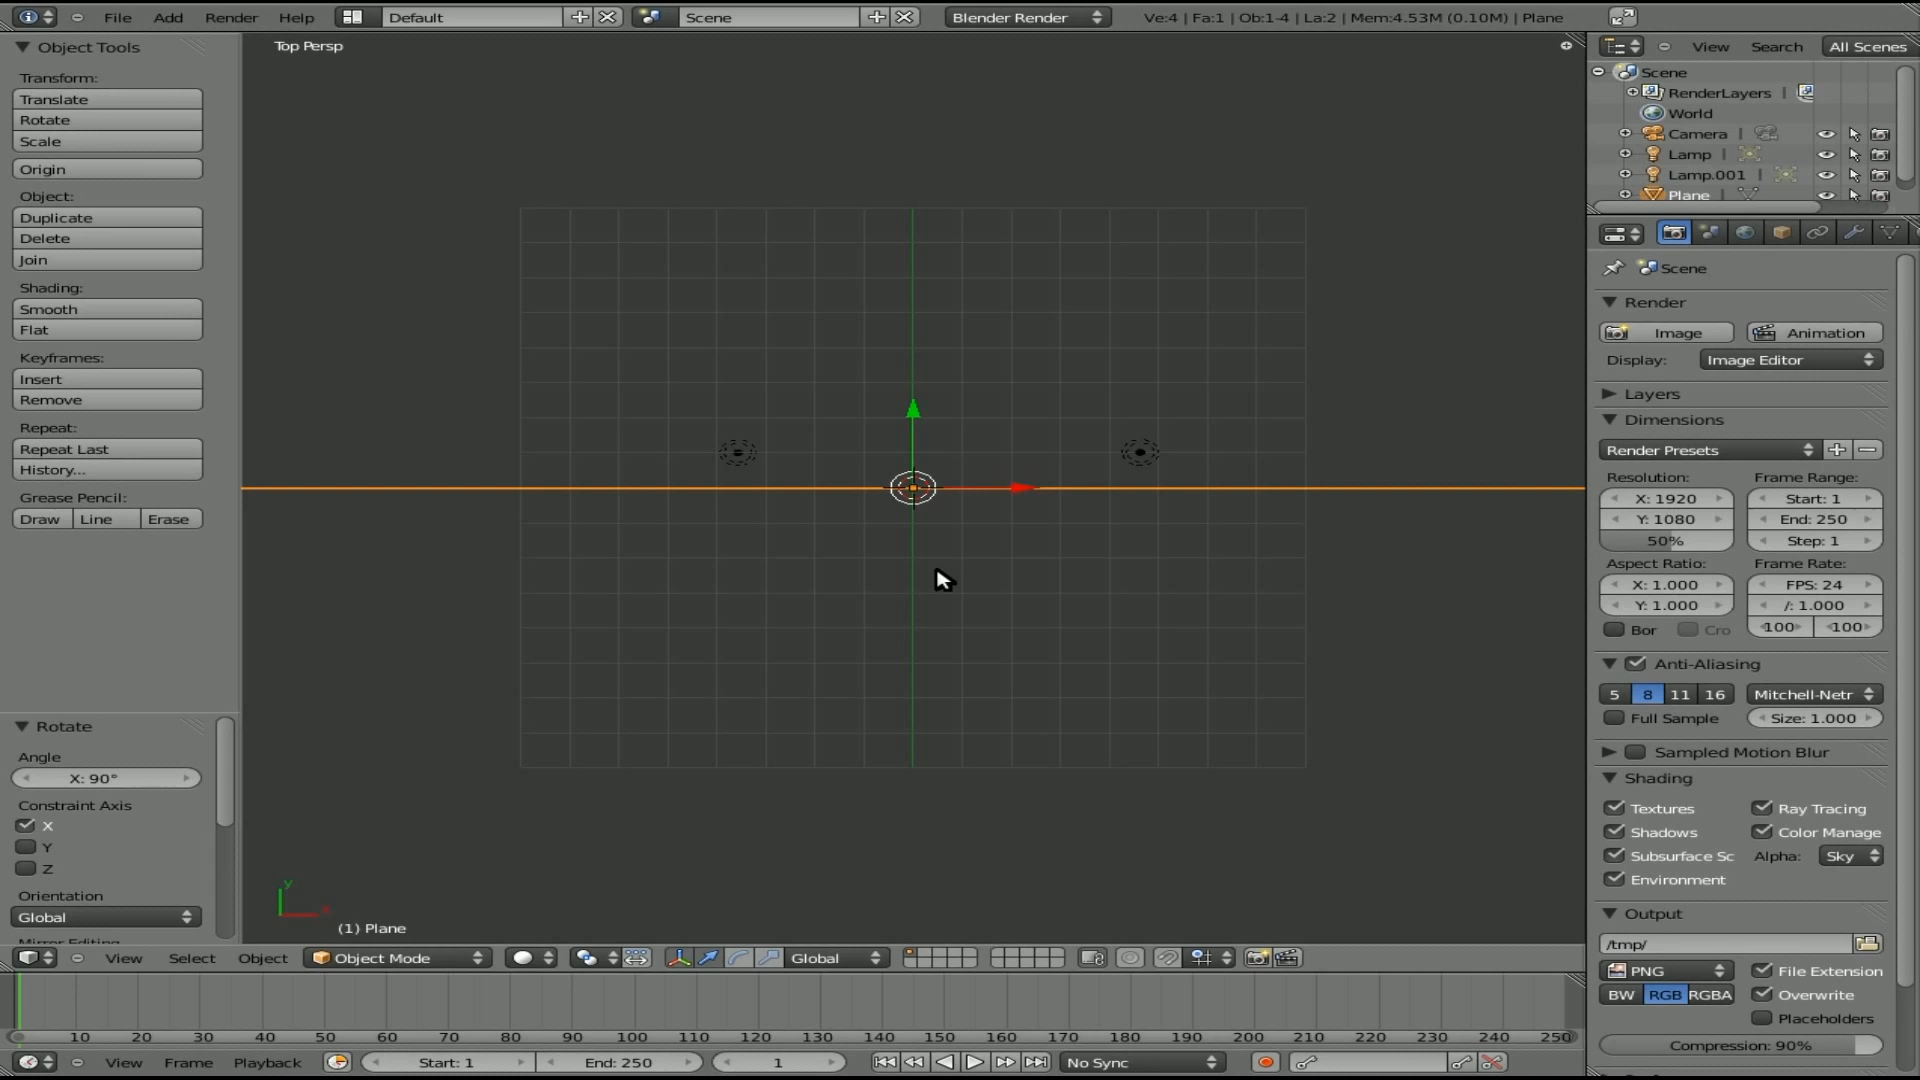 File Add Render Help Default Scene Blender Render Ve:4 | Fa:1 | Ob:1-4 | La:2 | Mem:4.53M (0.10M) | Plane
Object Tools
Transform:
Translate
Rotate
Scale
Origin
Object:
Duplicate
Delete
Join
Shading:
Smooth
Flat
Keyframes:
Insert
Remove
Repeat:
Repeat Last
History...
Grease Pencil:
Draw Line Erase
Rotate
Angle
X: 90°
Constraint Axis
X
Y
Z
Orientation
Global
Mirror Editing
Top Persp
y
x
(1) Plane
View Select Object Object Mode Global
10 20 30 40 50 60 70 80 90 100 110 120 130 140 150 160 170 180 190 200 210 220 230 240 250
View Frame Playback Start: 1 End: 250 1 No Sync
View Search All Scenes
Scene
RenderLayers |
World
Camera |
Lamp |
Lamp.001 |
Plane |
Scene
Render
Image Animation
Display: Image Editor
Layers
Dimensions
Render Presets
Resolution: Frame Range:
X: 1920 Start: 1
Y: 1080 End: 250
50% Step: 1
Aspect Ratio: Frame Rate:
X: 1.000 FPS: 24
Y: 1.000 /: 1.000
Bor Cro 100 100
Anti-Aliasing
5 8 11 16 Mitchell-Netr
Full Sample Size: 1.000
Sampled Motion Blur
Shading
Textures Ray Tracing
Shadows Color Manage
Subsurface Sc Alpha: Sky
Environment
Output
/tmp/
PNG File Extension
BW RGB RGBA Overwrite
Placeholders
Compression: 90%